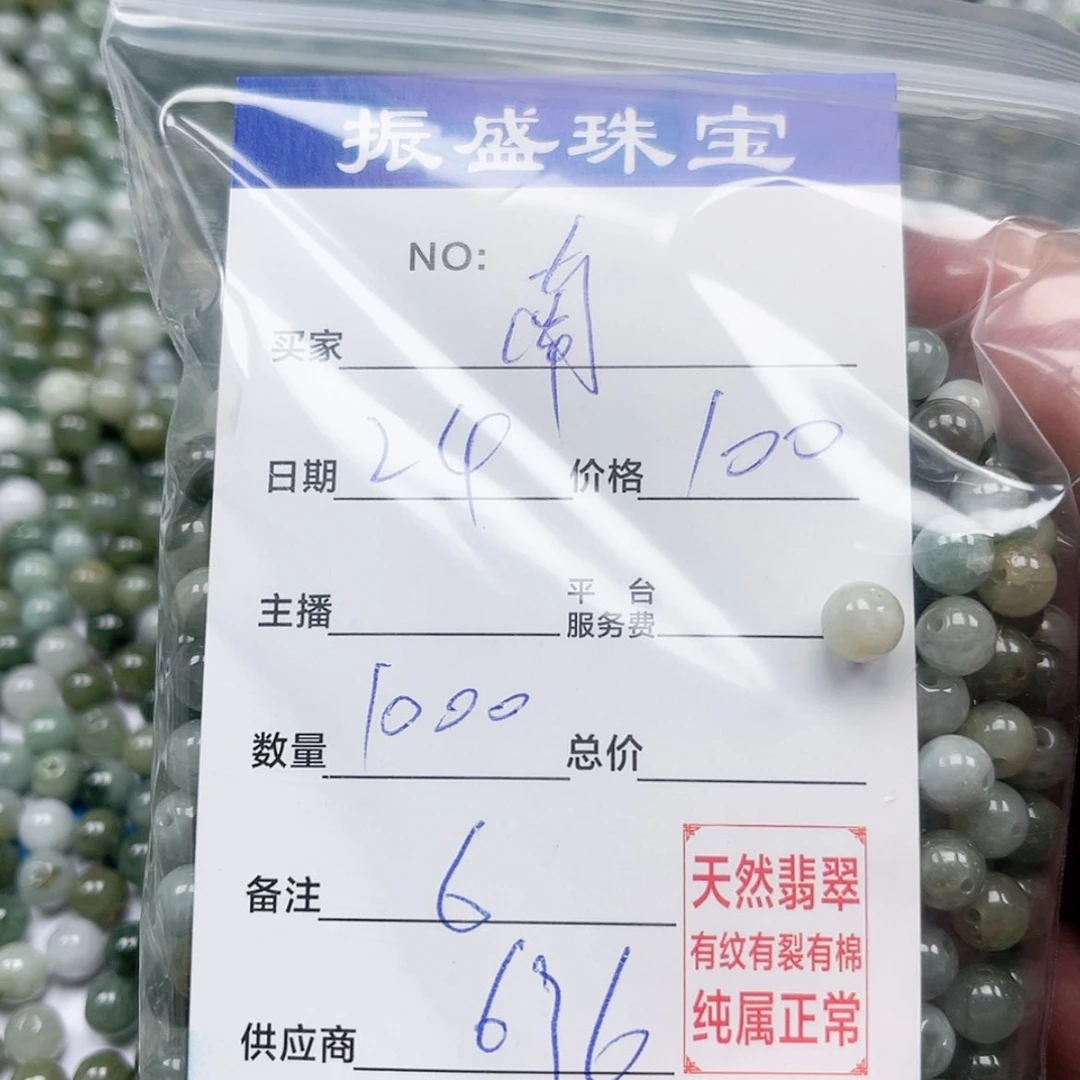 振盛珠宝
NO:
买家 南
日期 24 价格 100
主播 平台服务费
数量 1000 总价
备注 6
天然翡翠
有纹有裂有棉
纯属正常
供应商 696